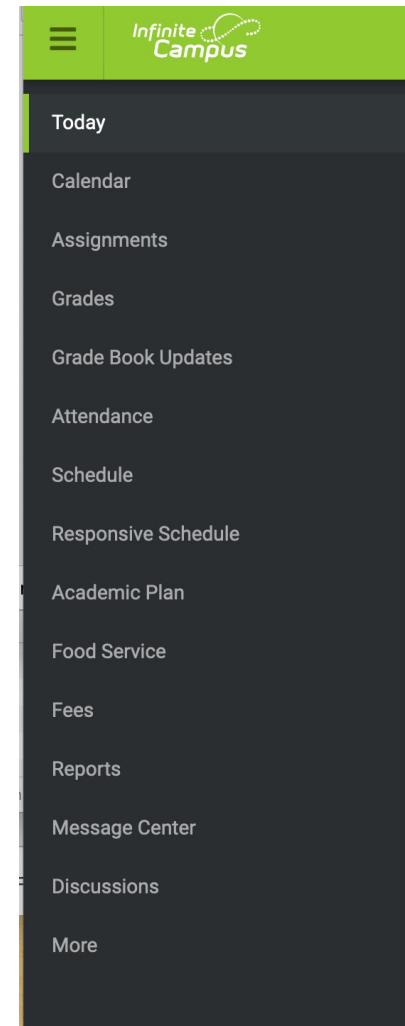 Infinite
Campus
Today
Calendar
Assignments
Grades
Grade Book Updates
Attendance
Schedule
Responsive Schedule
Academic Plan
Food Service
Fees
Reports
Message Center
Discussions
More